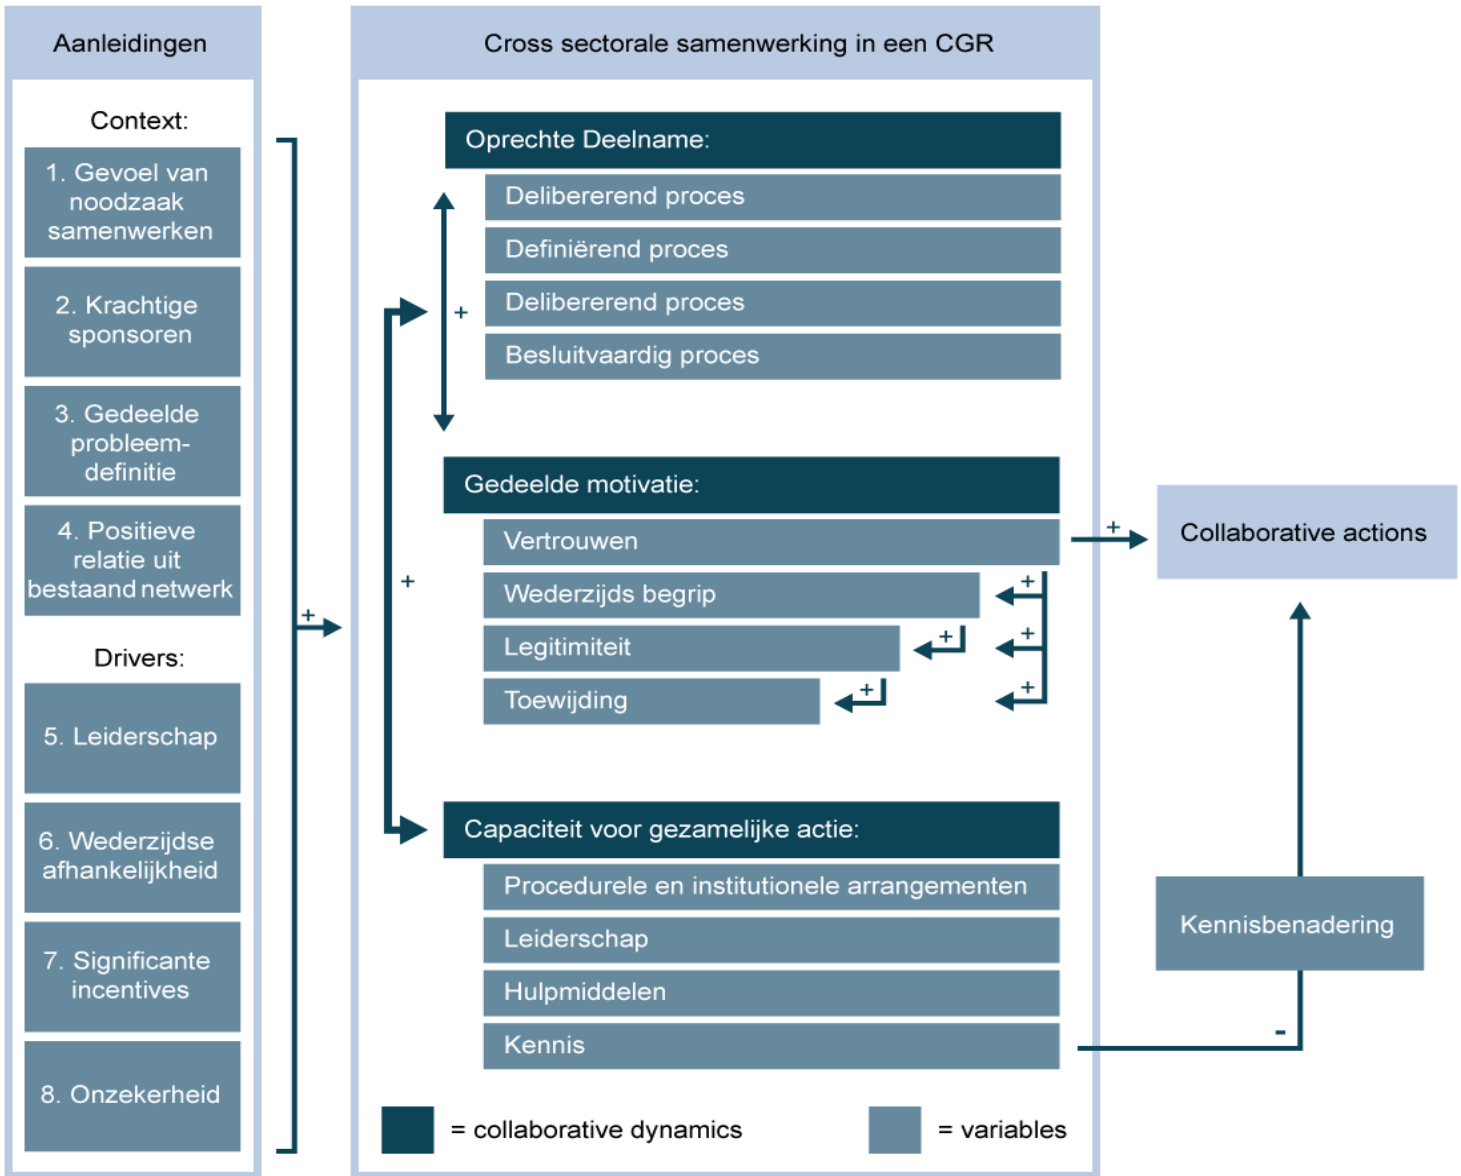 Aanleidingen
Context:
1. Gevoel van
noodzaak
samenwerken
2. Krachtige
sponsoren
3. Gedeelde
probleem-
definitie
4. Positieve
relatie uit
bestaand netwerk
Drivers:
5. Leiderschap
6. Wederzijdse
afhankelijkheid
7. Significante
incentives
8. Onzekerheid
+
Cross sectorale samenwerking in een CGR
Oprechte Deelname:
Delibererend proces
Definiërend proces
Delibererend proces
Besluitvaardig proces
+
+
Gedeelde motivatie:
Vertrouwen
Wederzijds begrip
Legitimiteit
Toewijding
+
+
+
+
+
+
Capaciteit voor gezamelijke actie:
Procedurele en institutionele arrangementen
Leiderschap
Hulpmiddelen
Kennis
-
= collaborative dynamics
= variables
Collaborative actions
Kennisbenadering